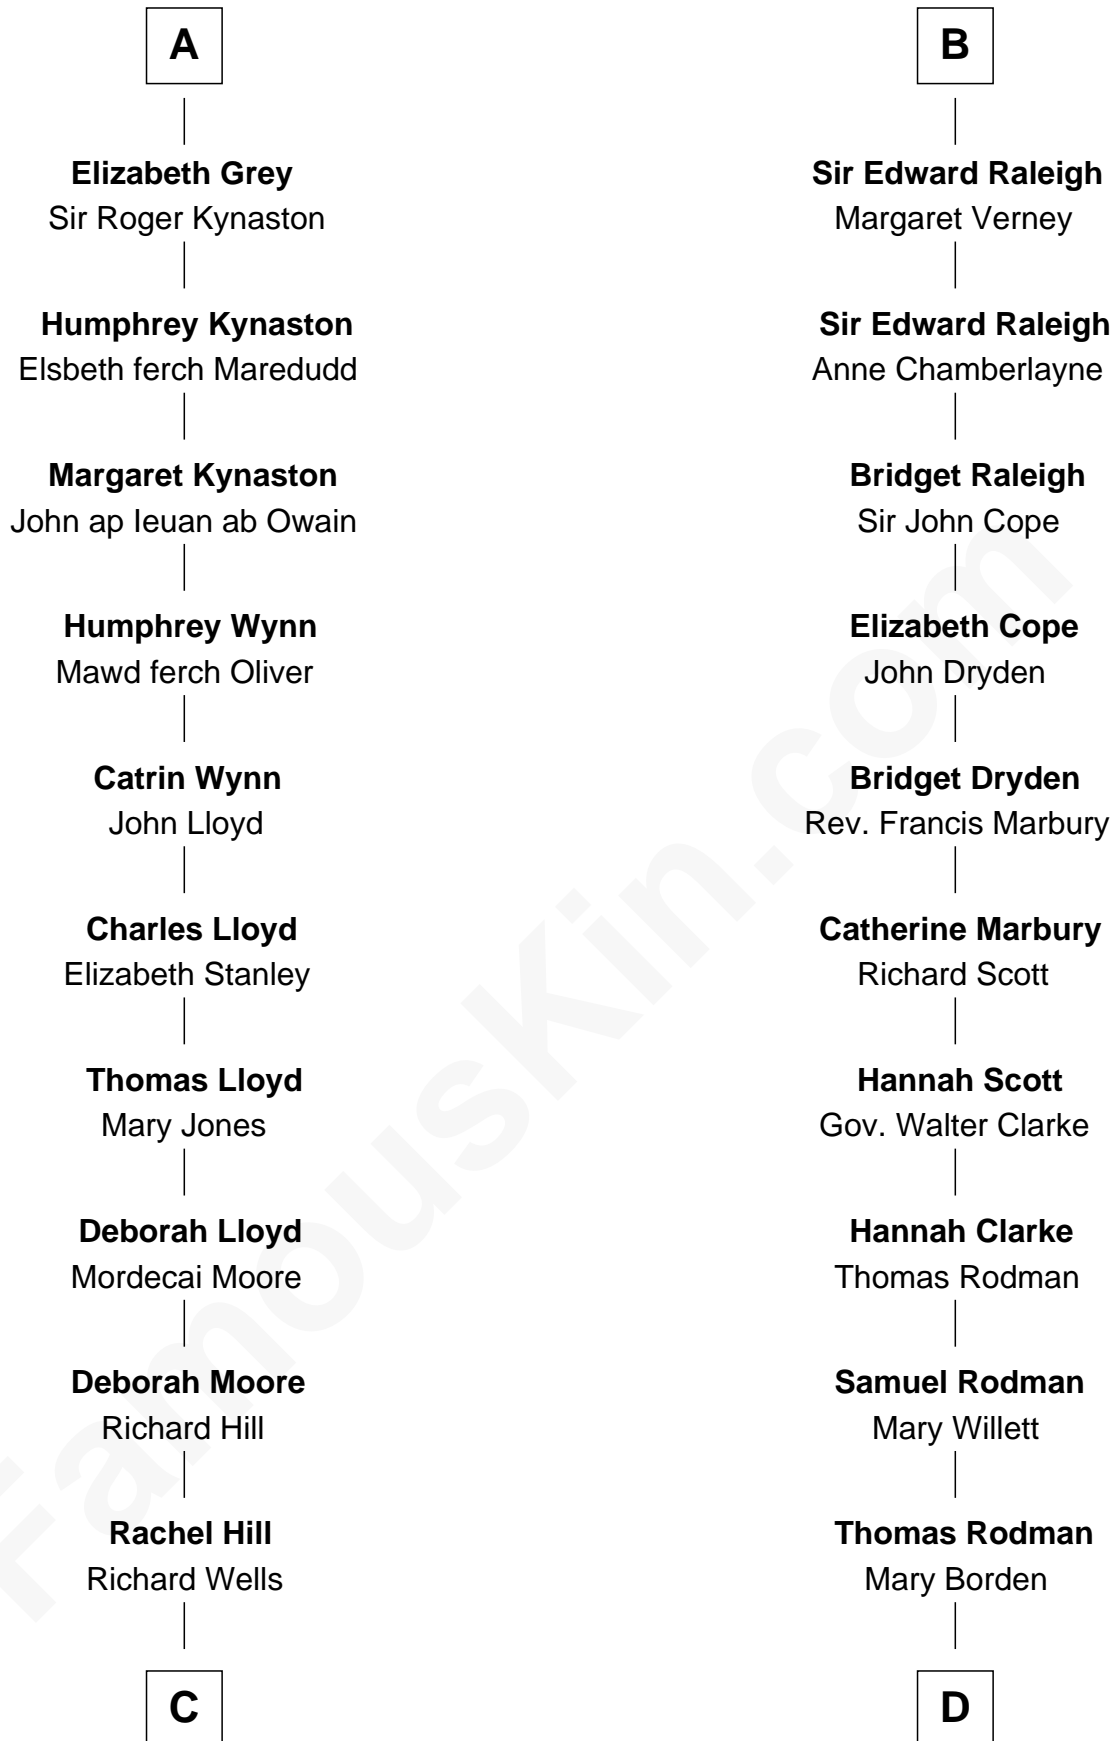 A
Elizabeth Grey
Sir Roger Kynaston
Humphrey Kynaston
Elsbeth ferch Maredudd
Margaret Kynaston
John ap Ieuan ab Owain
Humphrey Wynn
Mawd ferch Oliver
Catrin Wynn
John Lloyd
Charles Lloyd
Elizabeth Stanley
Thomas Lloyd
Mary Jones
Deborah Lloyd
Mordecai Moore
Deborah Moore
Richard Hill
Rachel Hill
Richard Wells
C
B
Sir Edward Raleigh
Margaret Verney
Sir Edward Raleigh
Anne Chamberlayne
Bridget Raleigh
Sir John Cope
Elizabeth Cope
John Dryden
Bridget Dryden
Rev. Francis Marbury
Catherine Marbury
Richard Scott
Hannah Scott
Gov. Walter Clarke
Hannah Clarke
Thomas Rodman
Samuel Rodman
Mary Willett
Thomas Rodman
Mary Borden
D
FamousKin.com